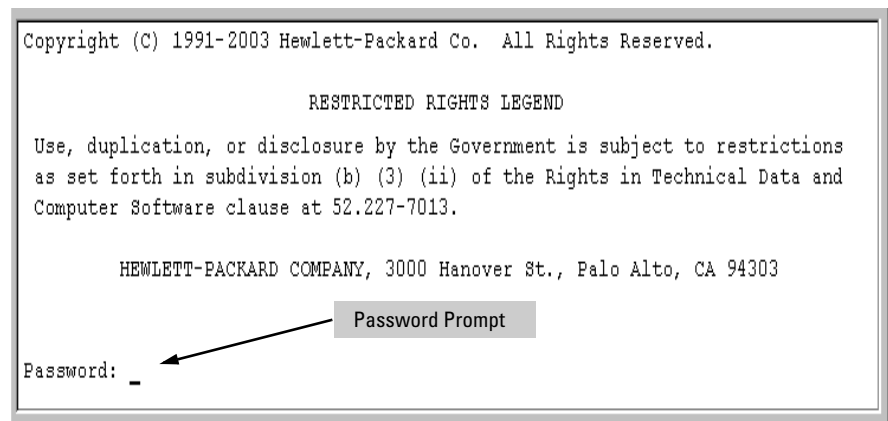 Copyright (C) 1991-2003 Hewlett-Packard Co.  All Rights Reserved.
RESTRICTED RIGHTS LEGEND
Use, duplication, or disclosure by the Government is subject to restrictions
as set forth in subdivision (b) (3) (ii) of the Rights in Technical Data and
Computer Software clause at 52.227-7013.
HEWLETT-PACKARD COMPANY, 3000 Hanover St., Palo Alto, CA 94303
Password Prompt
Password: _